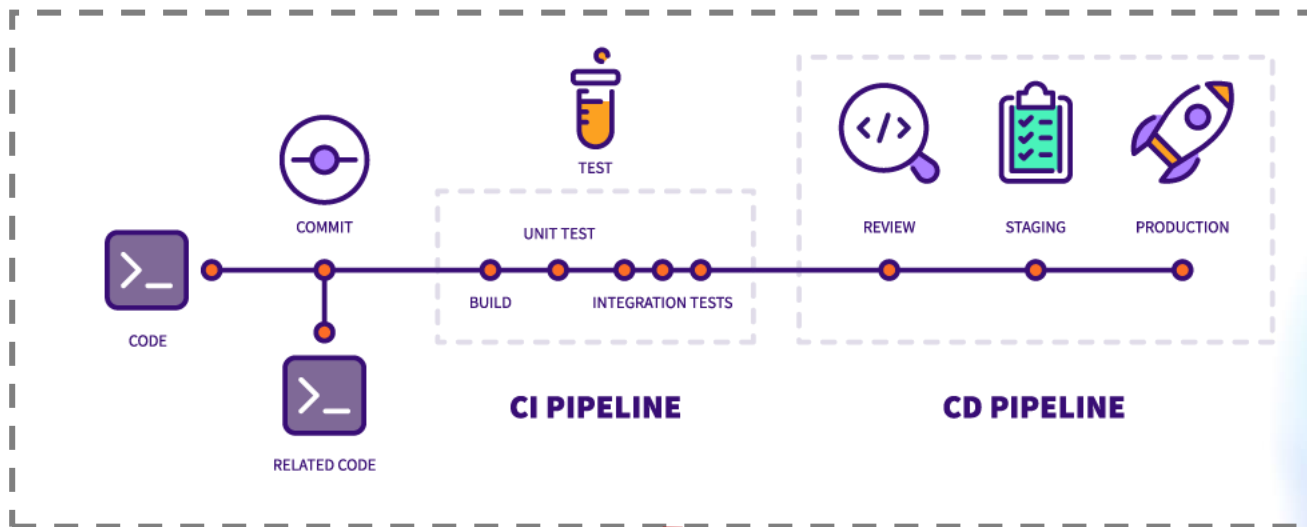 TEST
COMMIT
REVIEW
STAGING
PRODUCTION
UNIT TEST
BUILD
INTEGRATION TESTS
CODE
CI PIPELINE
CD PIPELINE
RELATED CODE